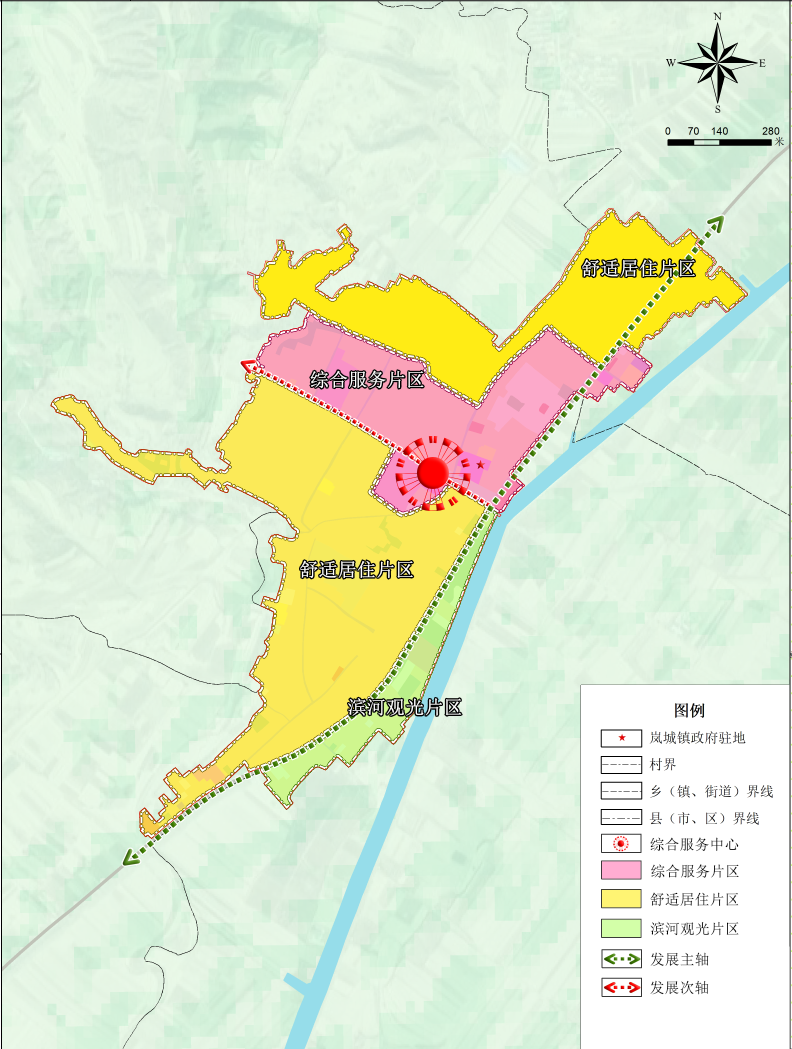 N
W
E
S
0 70 140 280
米
舒适居住片区
综合服务片区
舒适居住片区
滨河观光片区
图例
岚城镇政府驻地
村界
乡（镇、街道）界线
县（市、区）界线
综合服务中心
综合服务片区
舒适居住片区
滨河观光片区
发展主轴
发展次轴